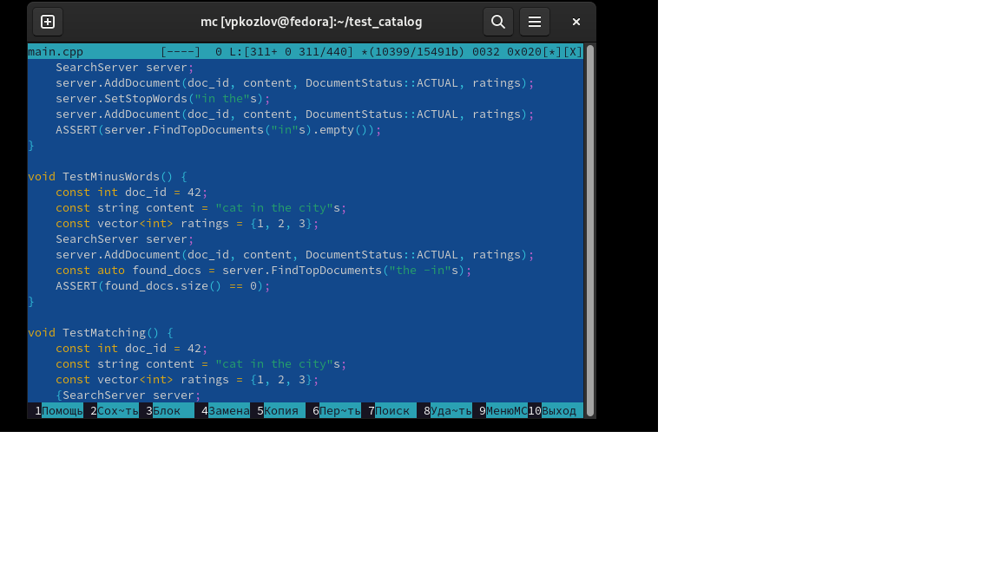 mc [vpkozlov@fedora]:~/test_catalog
main.cpp           [----]  0 L:[311+ 0 311/440] *(10399/15491b) 0032 0x020[*][X]
    SearchServer server;
    server.AddDocument(doc_id, content, DocumentStatus::ACTUAL, ratings);
    server.SetStopWords("in the"s);
    server.AddDocument(doc_id, content, DocumentStatus::ACTUAL, ratings);
    ASSERT(server.FindTopDocuments("in"s).empty());
}
void TestMinusWords() {
    const int doc_id = 42;
    const string content = "cat in the city"s;
    const vector<int> ratings = {1, 2, 3};
    SearchServer server;
    server.AddDocument(doc_id, content, DocumentStatus::ACTUAL, ratings);
    const auto found_docs = server.FindTopDocuments("the -in"s);
    ASSERT(found_docs.size() == 0);
}
void TestMatching() {
    const int doc_id = 42;
    const string content = "cat in the city"s;
    const vector<int> ratings = {1, 2, 3};
    {SearchServer server;
 1Помощь 2Сох~ть 3Блок   4Замена 5Копия  6Пер~ть 7Поиск  8Уда~ть 9МенюMC10Выход